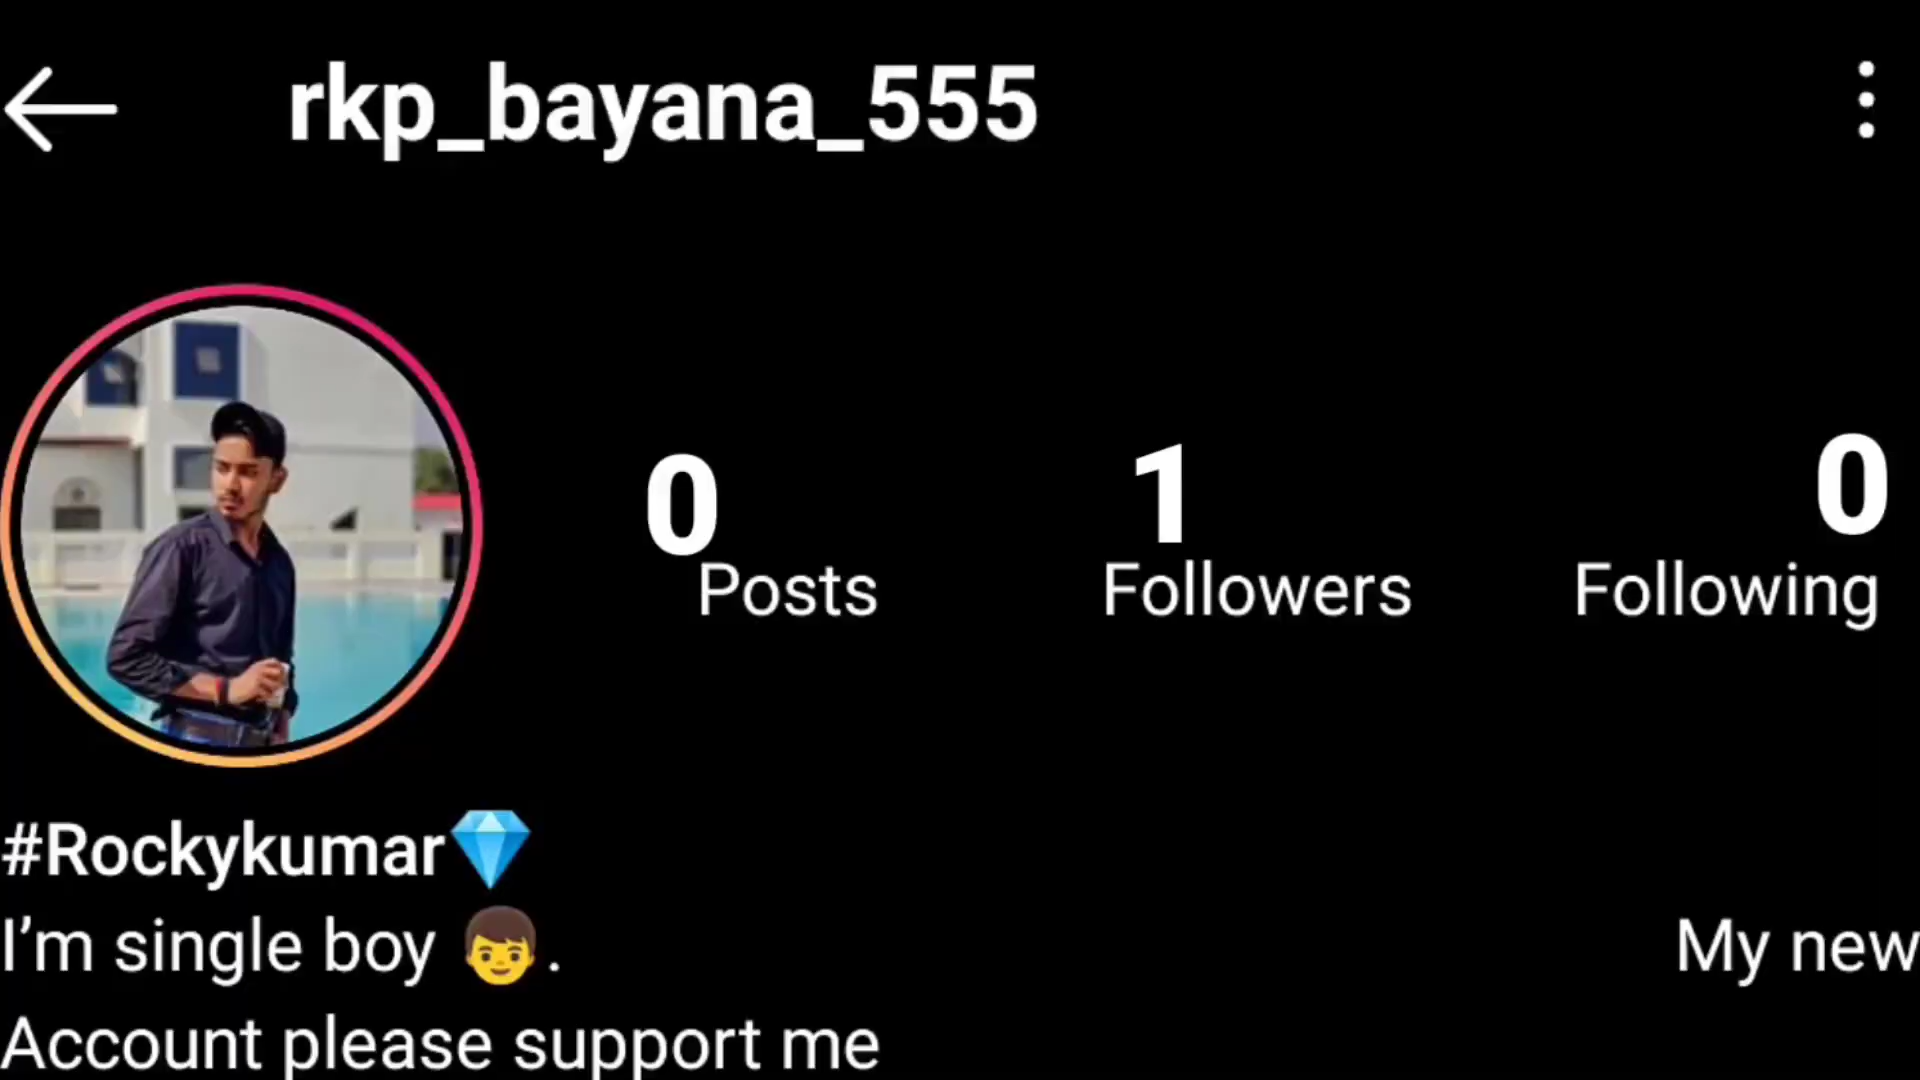 rkp_bayana_555
0 1 0
Posts Followers Following
#Rockykumar💎
I’m single boy 👦. My new
Account please support me